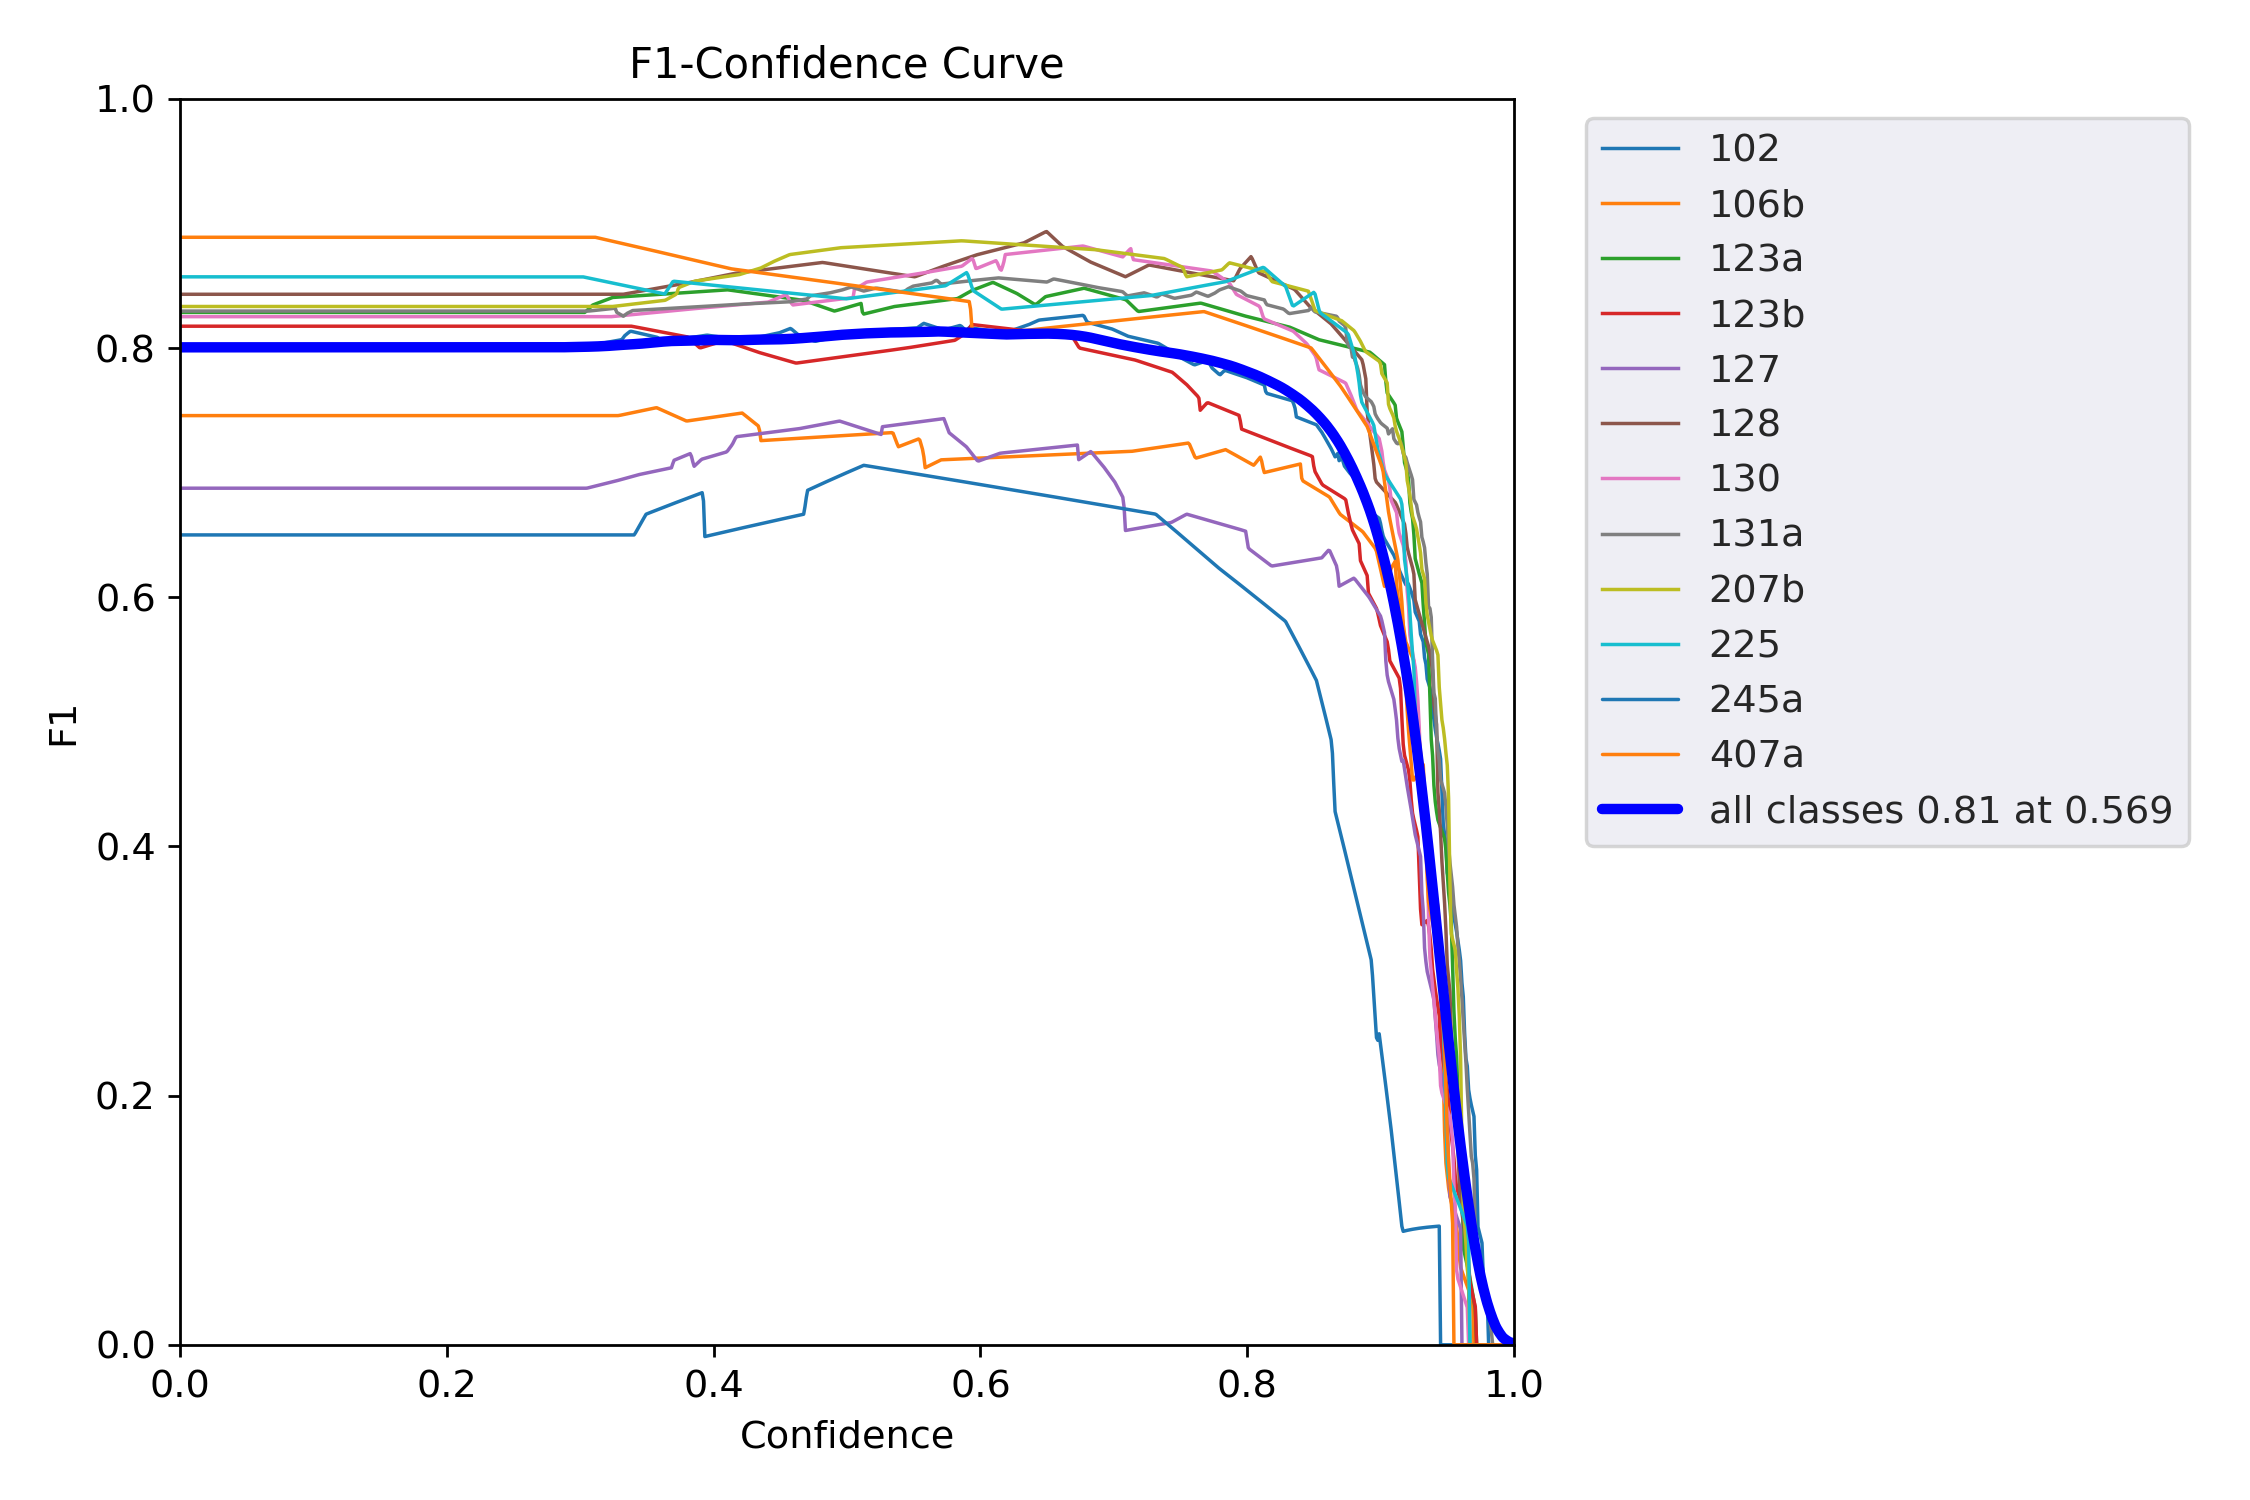 F1-Confidence Curve
1.0
0.8
0.6
0.4
0.2
0.0
F1
0.0 0.2 0.4 0.6 0.8 1.0
Confidence
102
106b
123a
123b
127
128
130
131a
207b
225
245a
407a
all classes 0.81 at 0.569